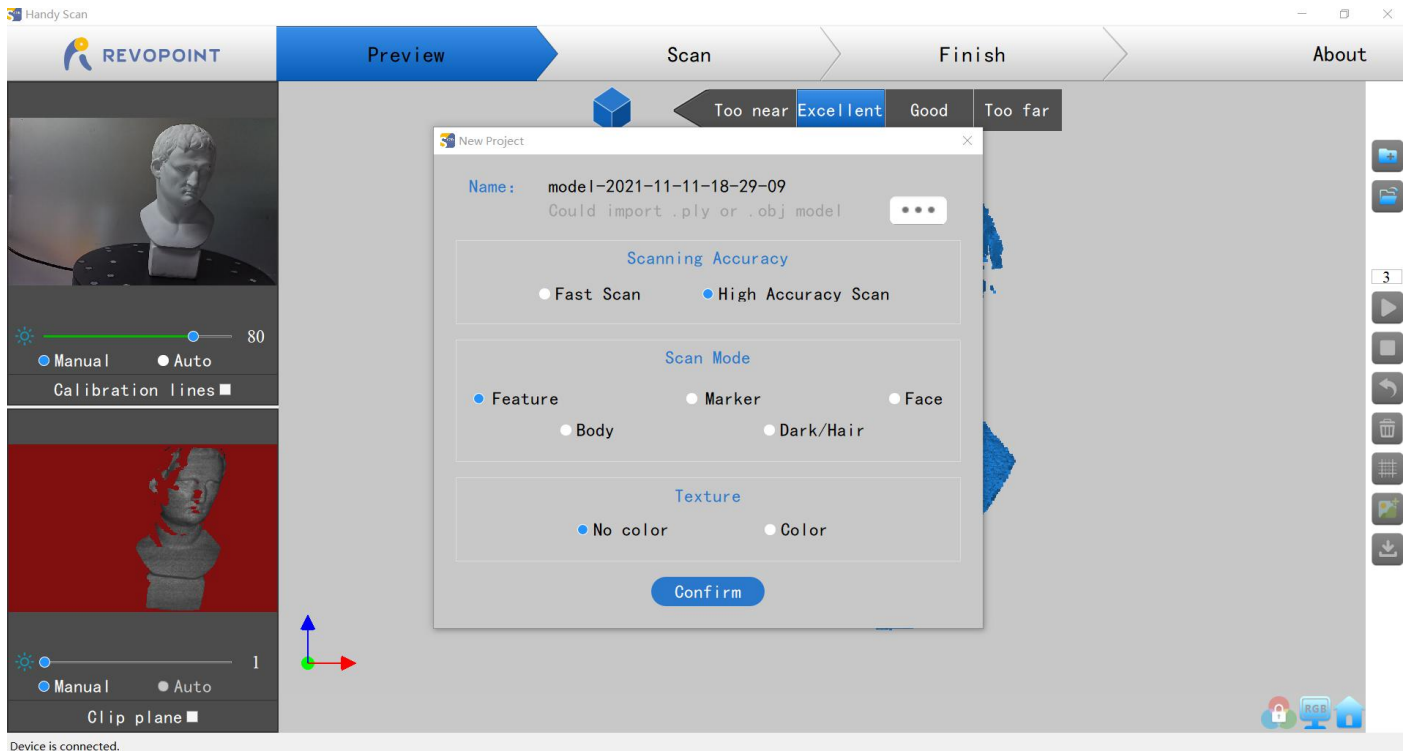 Handy Scan
REVOPOINT
Preview
Scan
Finish
About
Too near Excellent Good Too far
New Project
Name: model-2021-11-11-18-29-09
Could import .ply or .obj model
Scanning Accuracy
Fast Scan High Accuracy Scan
Scan Mode
Feature Marker Face
Body Dark/Hair
Texture
No color Color
Confirm
80
Manual Auto
Calibration lines
1
Manual Auto
Clip plane
3
RGB
Device is connected.